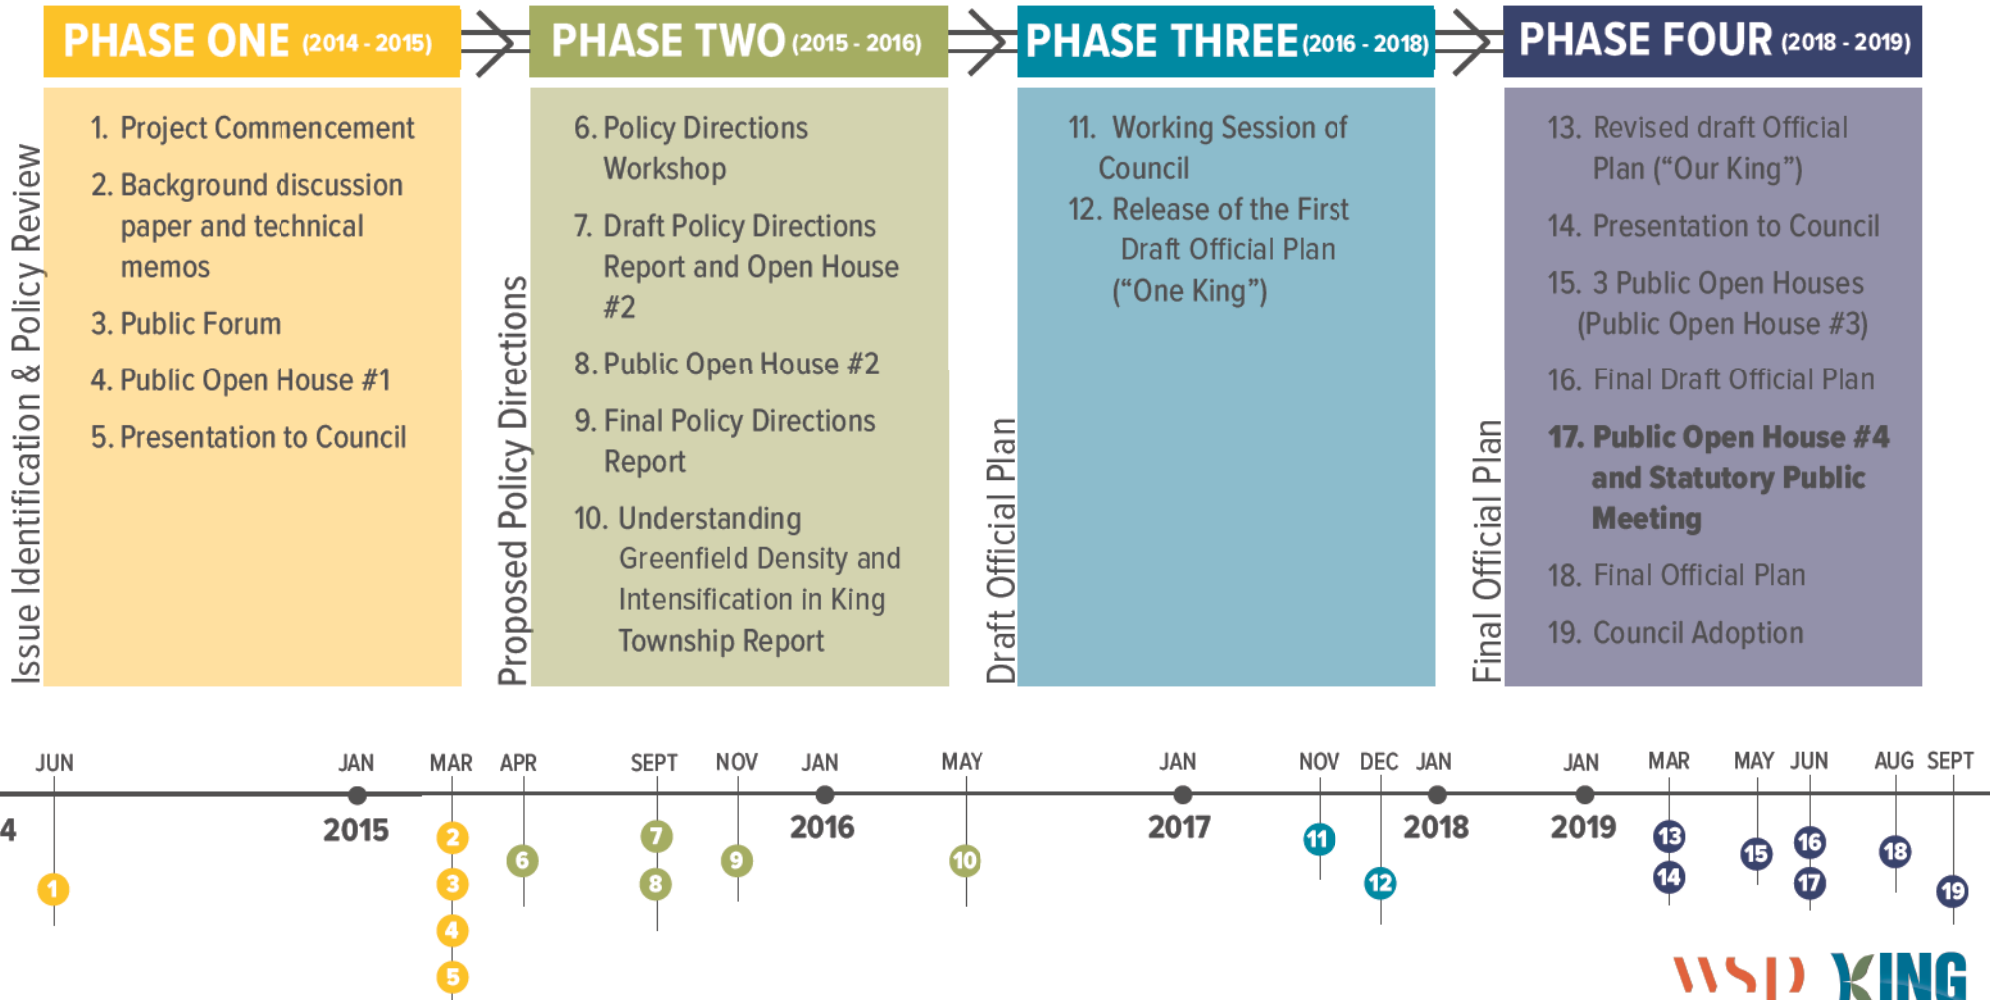 PHASE ONE (2014 - 2015)
Issue Identification & Policy Review
1. Project Commencement
2. Background discussion
paper and technical
memos
3. Public Forum
4. Public Open House #1
5. Presentation to Council
PHASE TWO (2015 - 2016)
Proposed Policy Directions
6. Policy Directions
Workshop
7. Draft Policy Directions
Report and Open House
#2
8. Public Open House #2
9. Final Policy Directions
Report
10. Understanding
Greenfield Density and
Intensification in King
Township Report
PHASE THREE (2016 - 2018)
Draft Official Plan
11. Working Session of
Council
12. Release of the First
Draft Official Plan
(“One King”)
PHASE FOUR (2018 - 2019)
Final Official Plan
13. Revised draft Official
Plan (“Our King”)
14. Presentation to Council
15. 3 Public Open Houses
(Public Open House #3)
16. Final Draft Official Plan
17. Public Open House #4
and Statutory Public
Meeting
18. Final Official Plan
19. Council Adoption
JUN JAN MAR APR SEPT NOV JAN MAY JAN NOV DEC JAN JAN MAR MAY JUN AUG SEPT
4 2015 2016 2017 2018 2019
1
2
3
4
5
6
7
8
9
10
11
12
13
14
15
16
17
18
19
WSP KING